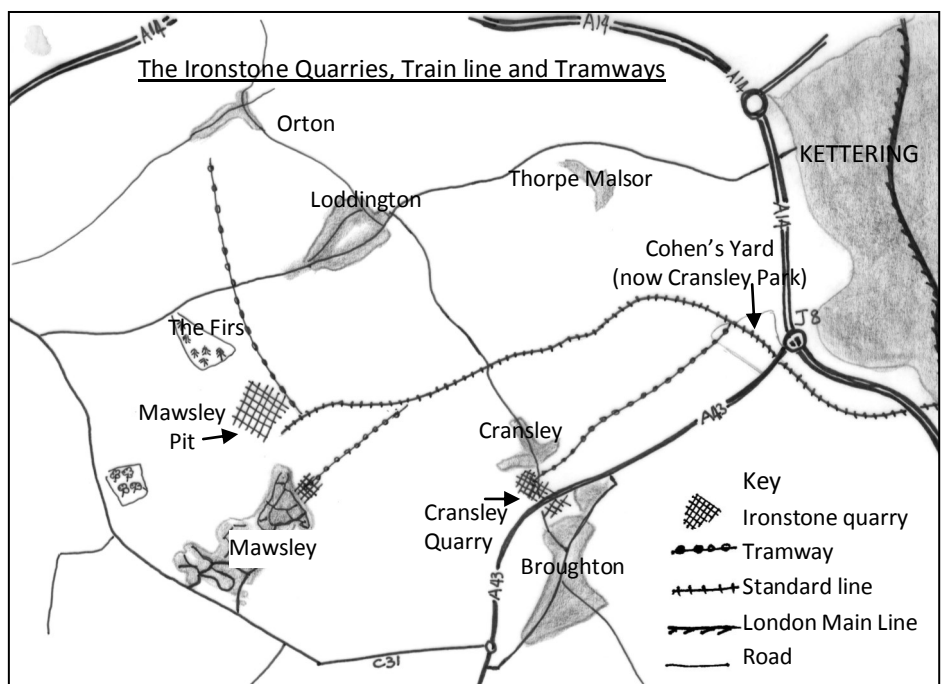 A14
A14
The Ironstone Quarries, Train line and Tramways
A14
Orton
KETTERING
Thorpe Malsor
Loddington
A14
Cohen's Yard
(now Cransley Park)
J8
The Firs
Mawsley
Pit
A43
Cransley
Key
Cransley
Quarry
Ironstone quarry
Mawsley
Tramway
Broughton
A43
Standard line
London Main Line
C31
Road